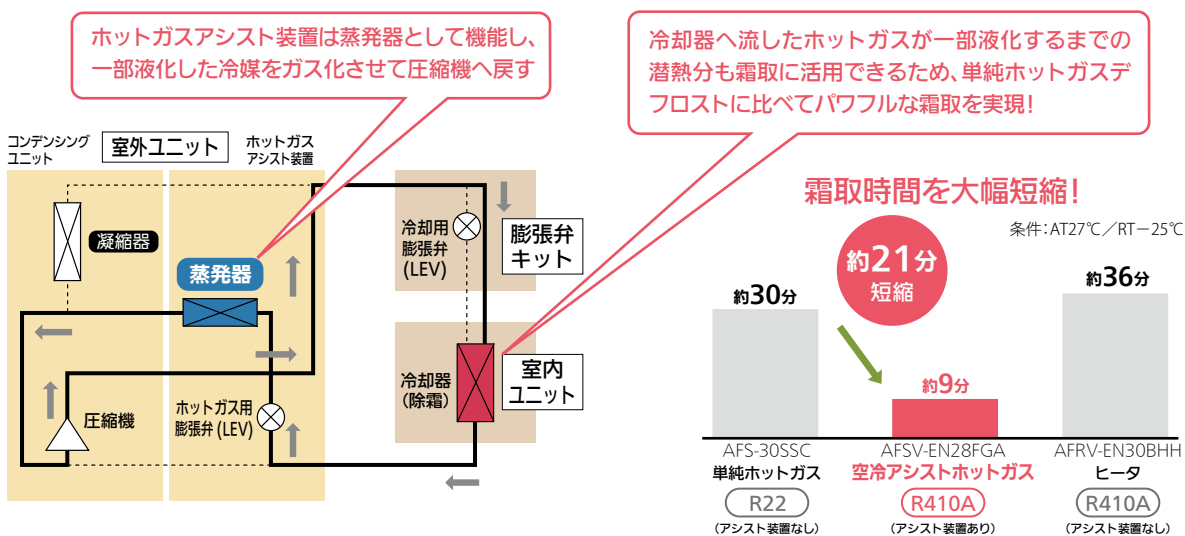 ホットガスアシスト装置は蒸発器として機能し、
一部液化した冷媒をガス化させて圧縮機へ戻す
冷却器へ流したホットガスが一部液化するまでの
潜熱分も霜取に活用できるため、単純ホットガスデ
フロストに比べてパワフルな霜取を実現!
コンデンシング
ユニット
室外ユニット
ホットガス
アシスト装置
凝縮器
蒸発器
圧縮機
ホットガス用
膨張弁(LEV)
冷却用
膨張弁
(LEV)
膨張弁
キット
冷却器
(除霜)
室内
ユニット
霜取時間を大幅短縮!
条件:AT27℃/RT−25℃
約21分
短縮
約30分
約9分
約36分
AFS-30SSC
単純ホットガス
R22
(アシスト装置なし)
AFSV-EN28FGA
空冷アシストホットガス
R410A
(アシスト装置あり)
AFRV-EN30BHH
ヒータ
R410A
(アシスト装置なし)